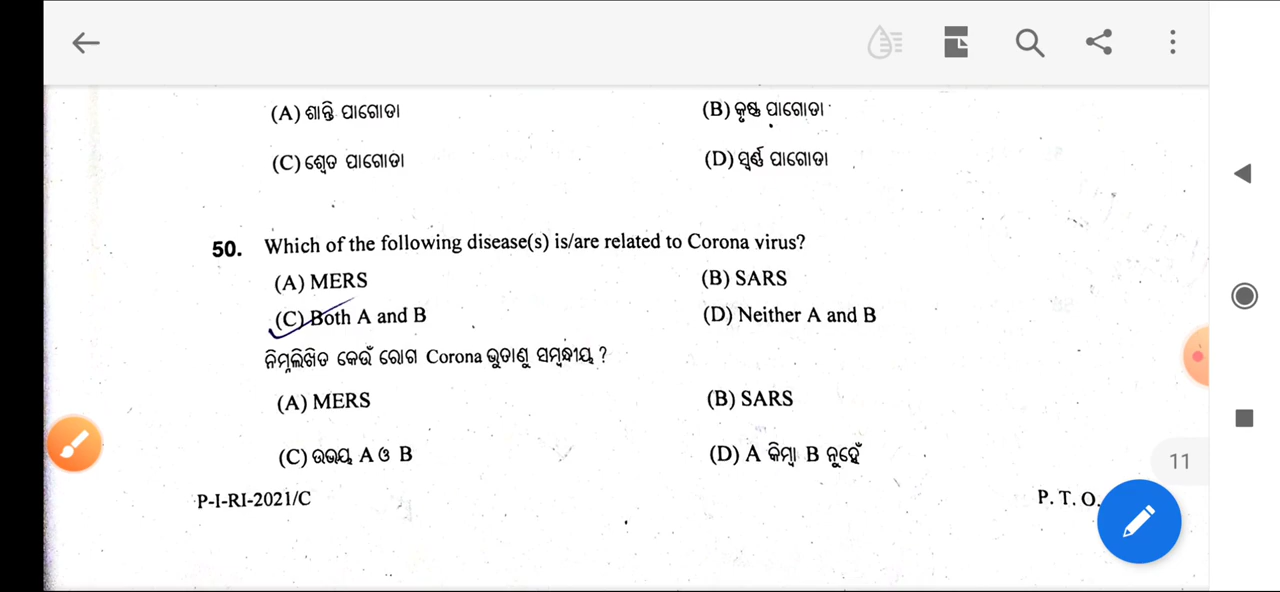 (A) ଶାନ୍ତି ପାଗୋଡା (B) କୃଷ୍ଣ ପାଗୋଡା
(C) ଶ୍ୱେତ ପାଗୋଡା (D) ସ୍ୱର୍ଣ୍ଣ ପାଗୋଡା
50. Which of the following disease(s) is/are related to Corona virus?
(A) MERS (B) SARS
(C) Both A and B (D) Neither A and B
ନିମ୍ନଲିଖିତ କେଉଁ ରୋଗ Corona ଭୁତାଣୁ ସମ୍ବନ୍ଧୀୟ ?
(A) MERS (B) SARS
(C) ଉଭୟ A ଓ B (D) A କିମ୍ବା B ନୁହେଁ
11
P-I-RI-2021/C P. T. O.